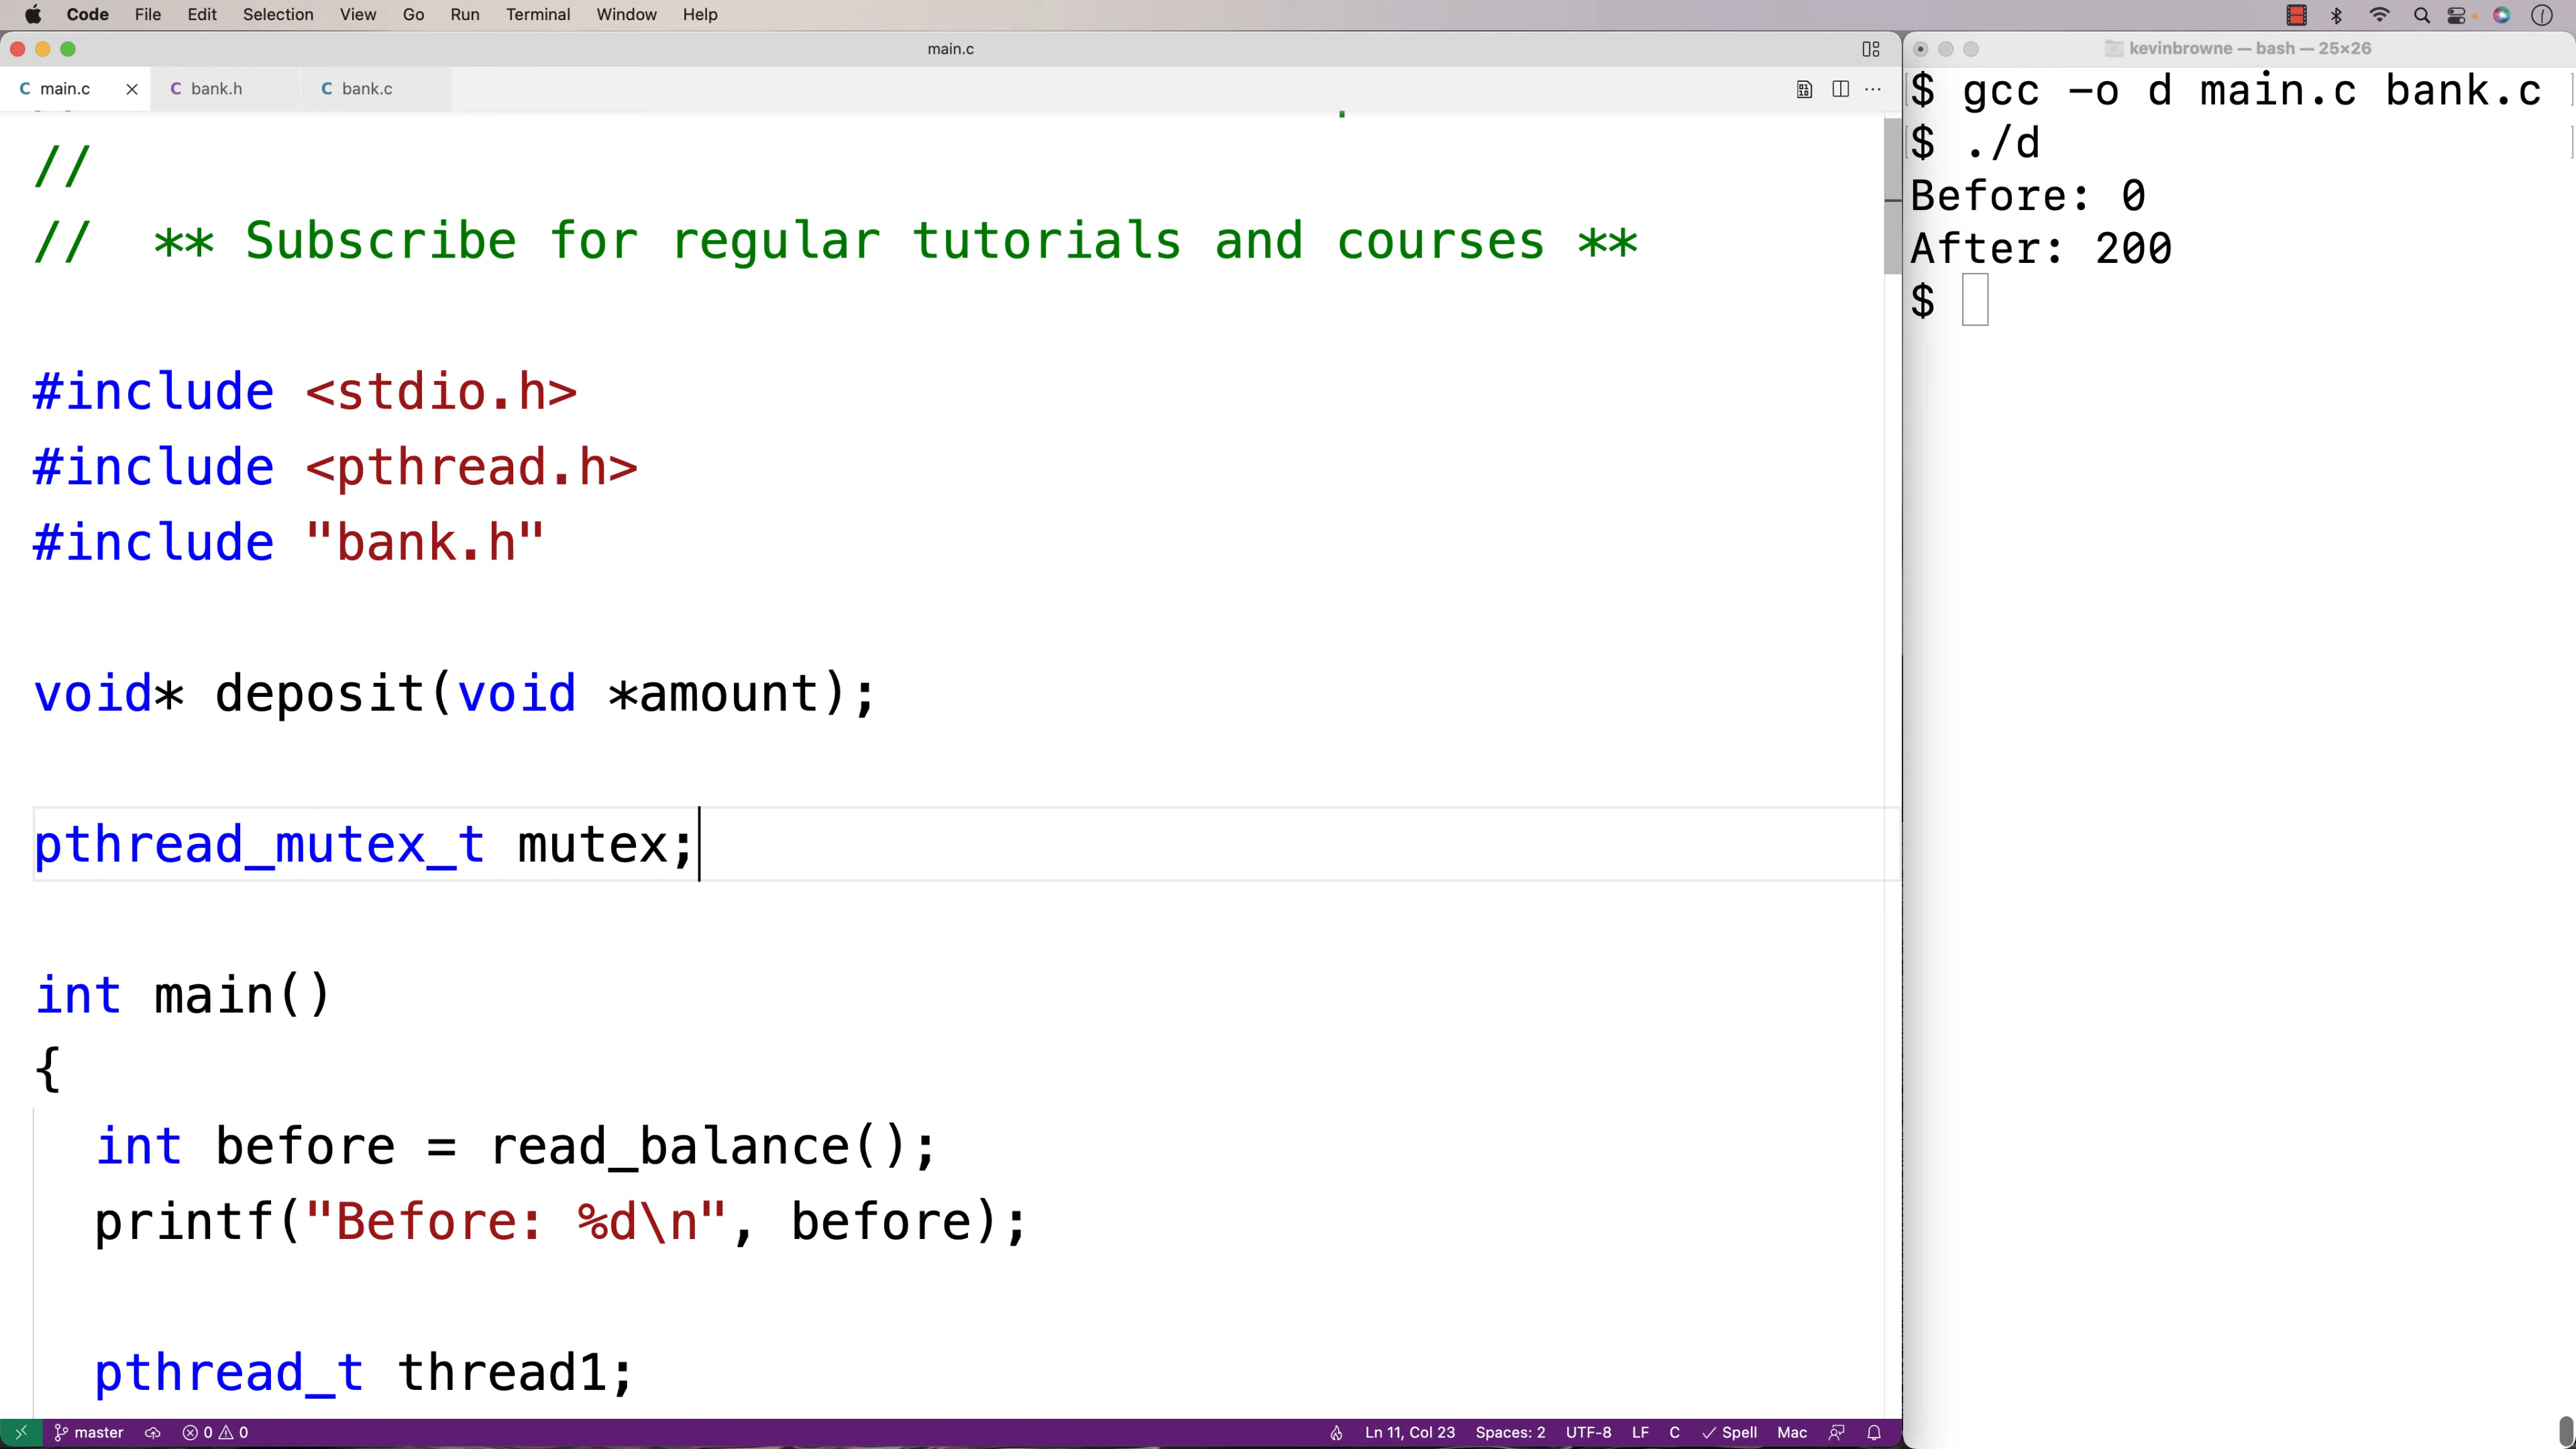 Code File Edit Selection View Go Run Terminal Window Help
main.c
main.c bank.h bank.c
//
// ** Subscribe for regular tutorials and courses **
#include <stdio.h>
#include <pthread.h>
#include "bank.h"
void* deposit(void *amount);
pthread_mutex_t mutex;
int main()
{
int before = read_balance();
printf("Before: %d\n", before);
pthread_t thread1;
master 0 0 Ln 11, Col 23 Spaces: 2 UTF-8 LF C Spell Mac
kevinbrowne — bash — 25×26
$ gcc -o d main.c bank.c
$ ./d
Before: 0
After: 200
$